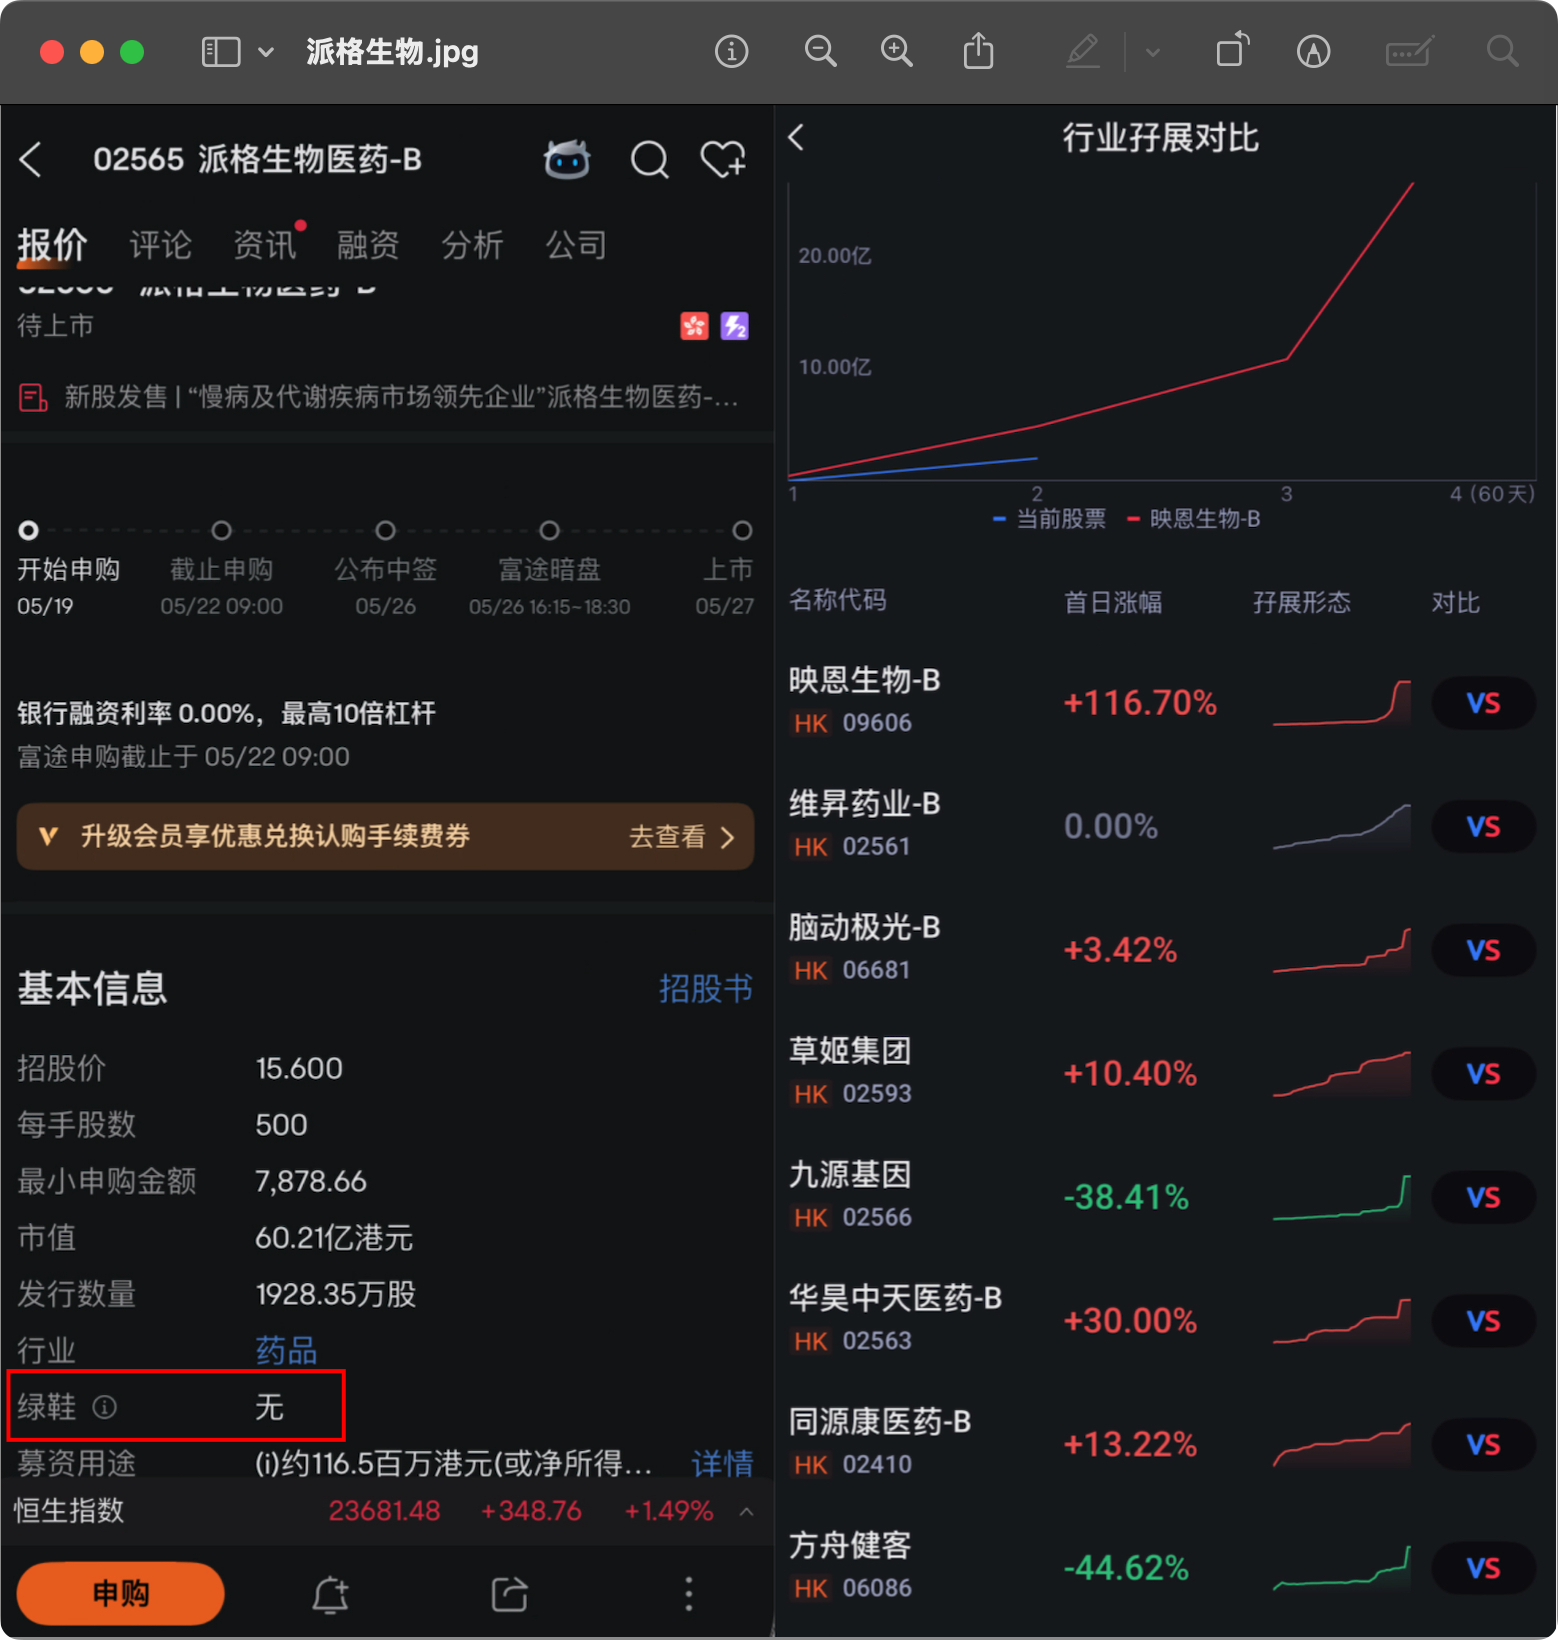 派格生物.jpg
02565 派格生物医药-B
报价 评论 资讯 融资 分析 公司
02565 派格生物医药-B
待上市
新股发售 | “慢病及代谢疾病市场领先企业”派格生物医药-...
开始申购 截止申购 公布中签 富途暗盘 上市
05/19 05/22 09:00 05/26 05/26 16:15~18:30 05/27
银行融资利率 0.00%，最高10倍杠杆
富途申购截止于 05/22 09:00
升级会员享优惠兑换认购手续费券 去查看
基本信息 招股书
招股价 15.600
每手股数 500
最小申购金额 7,878.66
市值 60.21亿港元
发行数量 1928.35万股
行业 药品
绿鞋 无
募资用途 (i)约116.5百万港元(或净所得... 详情
恒生指数 23681.48 +348.76 +1.49%
申购
行业孖展对比
20.00亿
10.00亿
1 2 3 4 (60天)
当前股票 映恩生物-B
名称代码 首日涨幅 孖展形态 对比
映恩生物-B
HK 09606 +116.70% VS
维昇药业-B
HK 02561 0.00% VS
脑动极光-B
HK 06681 +3.42% VS
草姬集团
HK 02593 +10.40% VS
九源基因
HK 02566 -38.41% VS
华昊中天医药-B
HK 02563 +30.00% VS
同源康医药-B
HK 02410 +13.22% VS
方舟健客
HK 06086 -44.62% VS